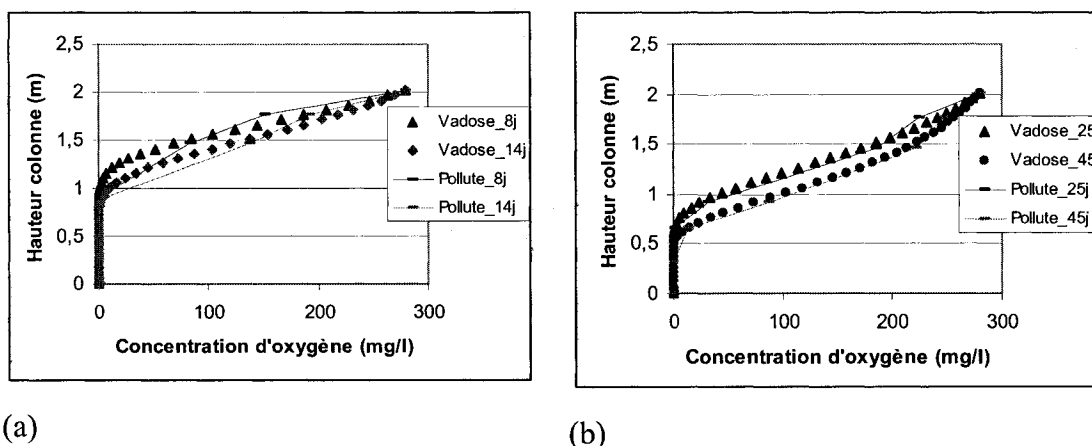 2,5
2
1,5
1
0,5
0
Hauteur colonne (m)
0 100 200 300
Concentration d'oxygène (mg/l)
Vadose_8j
Vadose_14j
Pollute_8j
Pollute_14j
(a)
2,5
2
1,5
1
0,5
0
Hauteur colonne (m)
0 100 200 300
Concentration d'oxygène (mg/l)
Vadose_25
Vadose_45
Pollute_25j
Pollute_45j
(b)